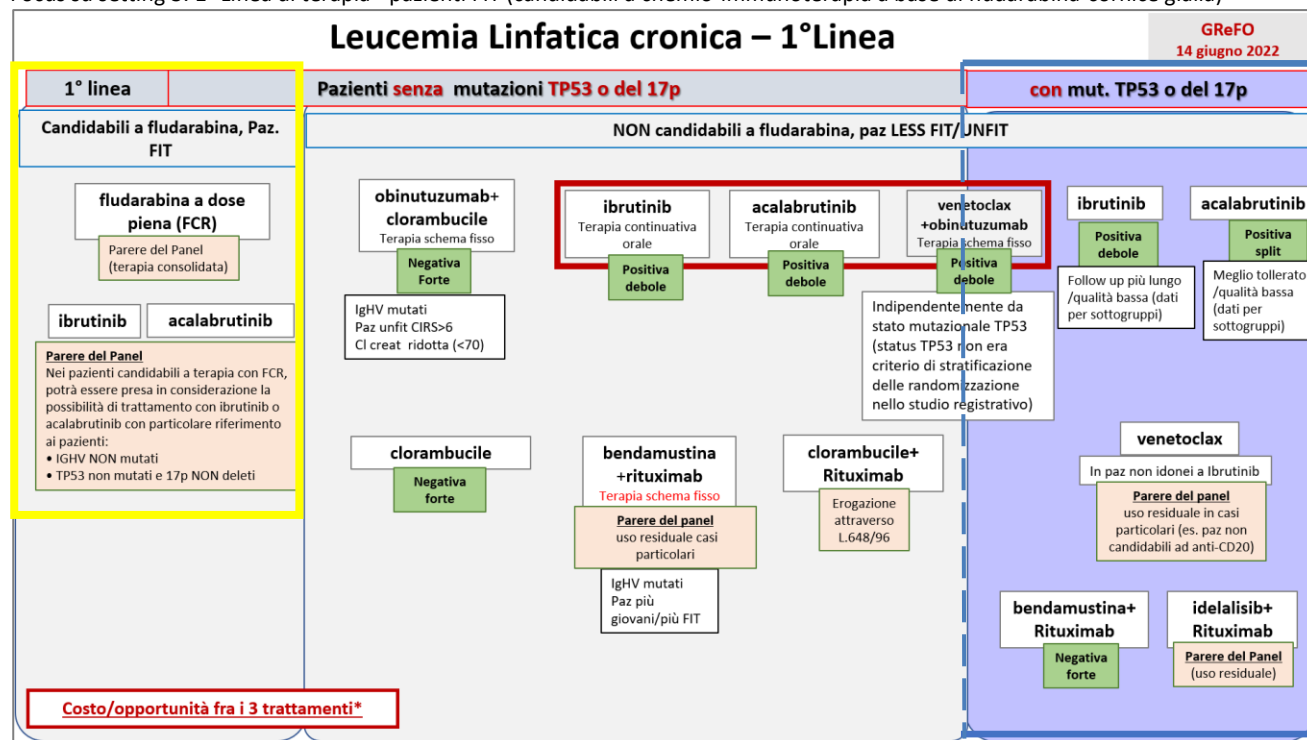 Leucemia Linfatica cronica – 1°Linea
GReFO
14 giugno 2022
1° linea
Pazienti senza mutazioni TP53 o del 17p
con mut. TP53 o del 17p
Candidabili a fludarabina, Paz.
FIT
NON candidabili a fludarabina, paz LESS FIT/UNFIT
fludarabina a dose
piena (FCR)
Parere del Panel
(terapia consolidata)
ibrutinib
acalabrutinib
Parere del Panel
Nei pazienti candidabili a terapia con FCR,
potrà essere presa in considerazione la
possibilità di trattamento con ibrutinib o
acalabrutinib con particolare riferimento
ai pazienti:
• IGHV NON mutati
• TP53 non mutati e 17p NON deleti
obinutuzumab+
clorambucile
Terapia schema fisso
Negativa
Forte
IgHV mutati
Paz unfit CIRS>6
Cl creat ridotta (<70)
ibrutinib
Terapia continuativa
orale
Positiva
debole
acalabrutinib
Terapia continuativa
orale
Positiva
debole
venetoclax
+obinutuzumab
Terapia schema fisso
Positiva
debole
Indipendentemente da
stato mutazionale TP53
(status TP53 non era
criterio di stratificazione
delle randomizzazione
nello studio registrativo)
ibrutinib
Positiva
debole
Follow up più lungo
/qualità bassa (dati
per sottogruppi)
acalabrutinib
Positiva
split
Meglio tollerato
/qualità bassa
(dati per
sottogruppi)
clorambucile
Negativa
forte
bendamustina
+rituximab
Terapia schema fisso
Parere del panel
uso residuale casi
particolari
IgHV mutati
Paz più
giovani/più FIT
clorambucile+
Rituximab
Erogazione
attraverso
L.648/96
venetoclax
In paz non idonei a Ibrutinib
Parere del panel
uso residuale in casi
particolari (es. paz non
candidabili ad anti-CD20)
bendamustina+
Rituximab
Negativa
forte
idelalisib+
Rituximab
Parere del Panel
(uso residuale)
Costo/opportunità fra i 3 trattamenti*